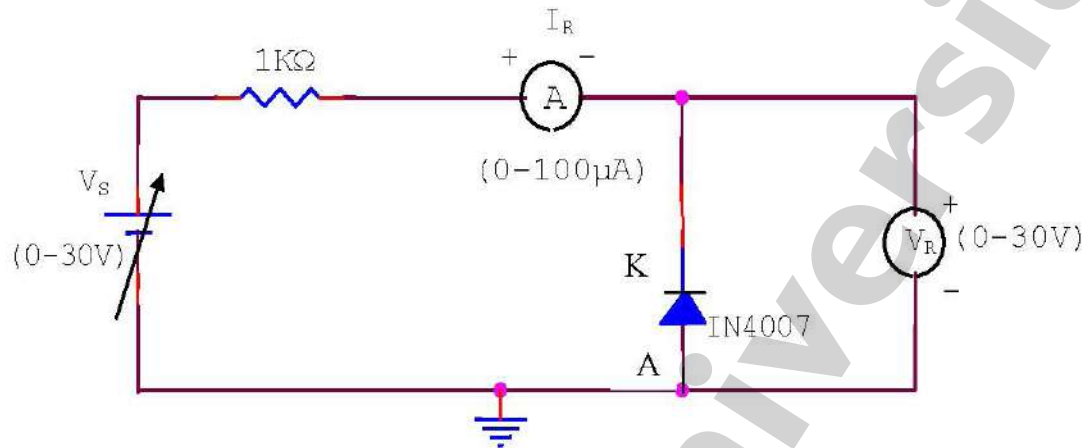 I_R
1KΩ
+ −
A
(0-100µA)
V_S
(0-30V)
+
V_R (0-30V)
−
K
IN4007
A